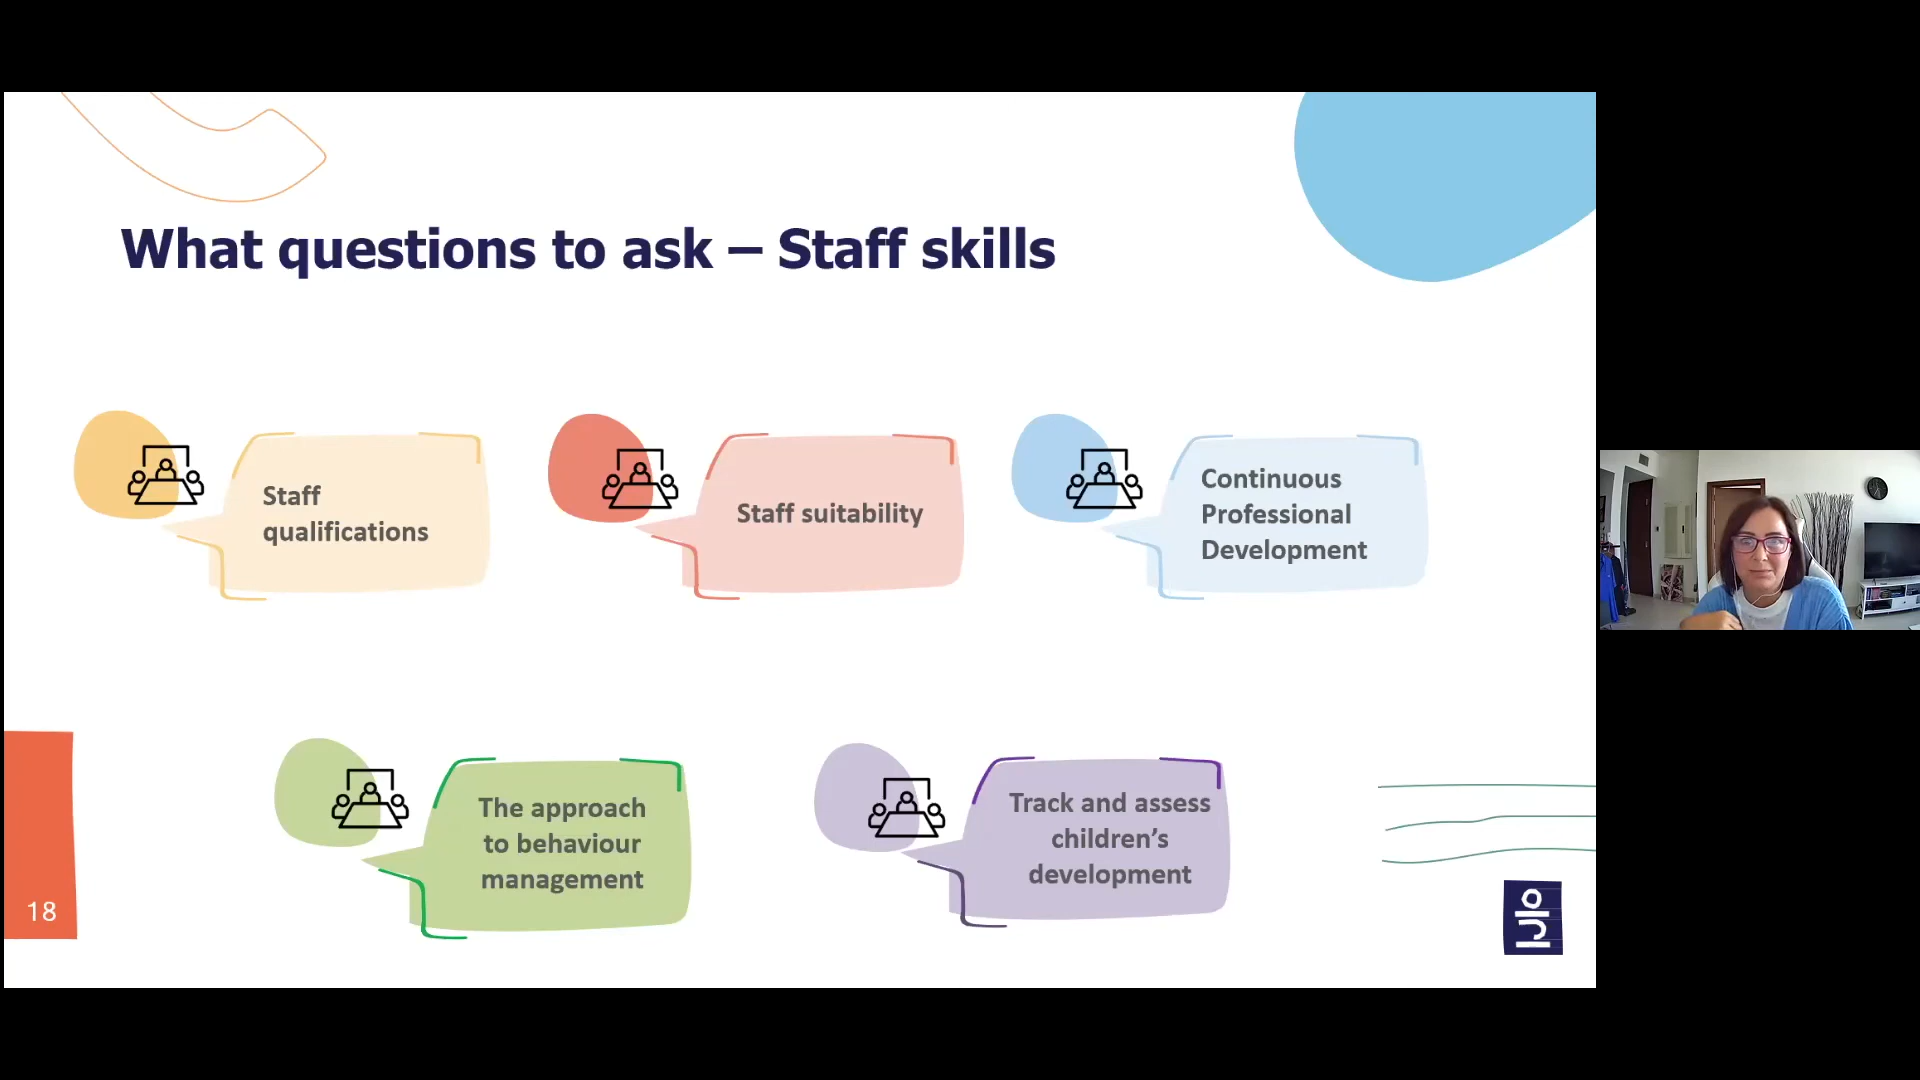 What questions to ask – Staff skills
Staff
qualifications
Staff suitability
Continuous
Professional
Development
The approach
to behaviour
management
Track and assess
children’s
development
18